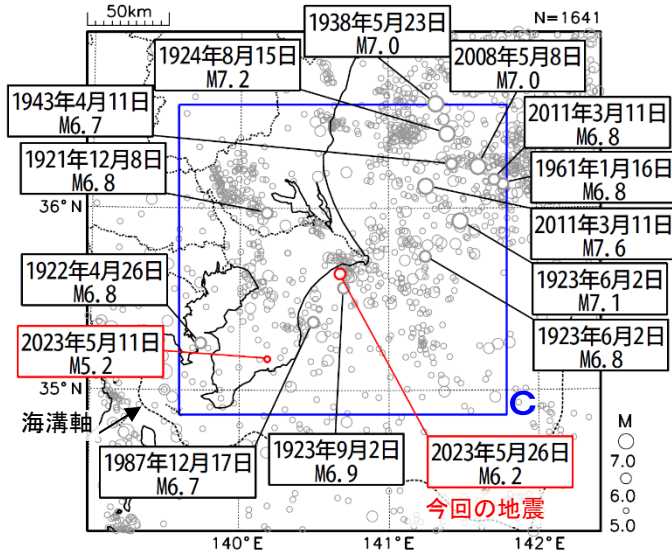 50km
N=1641
1938年5月23日
M7.0
1924年8月15日
M7.2
2008年5月8日
M7.0
1943年4月11日
M6.7
2011年3月11日
M6.8
1921年12月8日
M6.8
1961年1月16日
M6.8
36°N
2011年3月11日
M7.6
1922年4月26日
M6.8
1923年6月2日
M7.1
2023年5月11日
M5.2
1923年6月2日
M6.8
35°N
C
海溝軸
1987年12月17日
M6.7
1923年9月2日
M6.9
2023年5月26日
M6.2
今回の地震
M
7.0
6.0
5.0
140°E
141°E
142°E